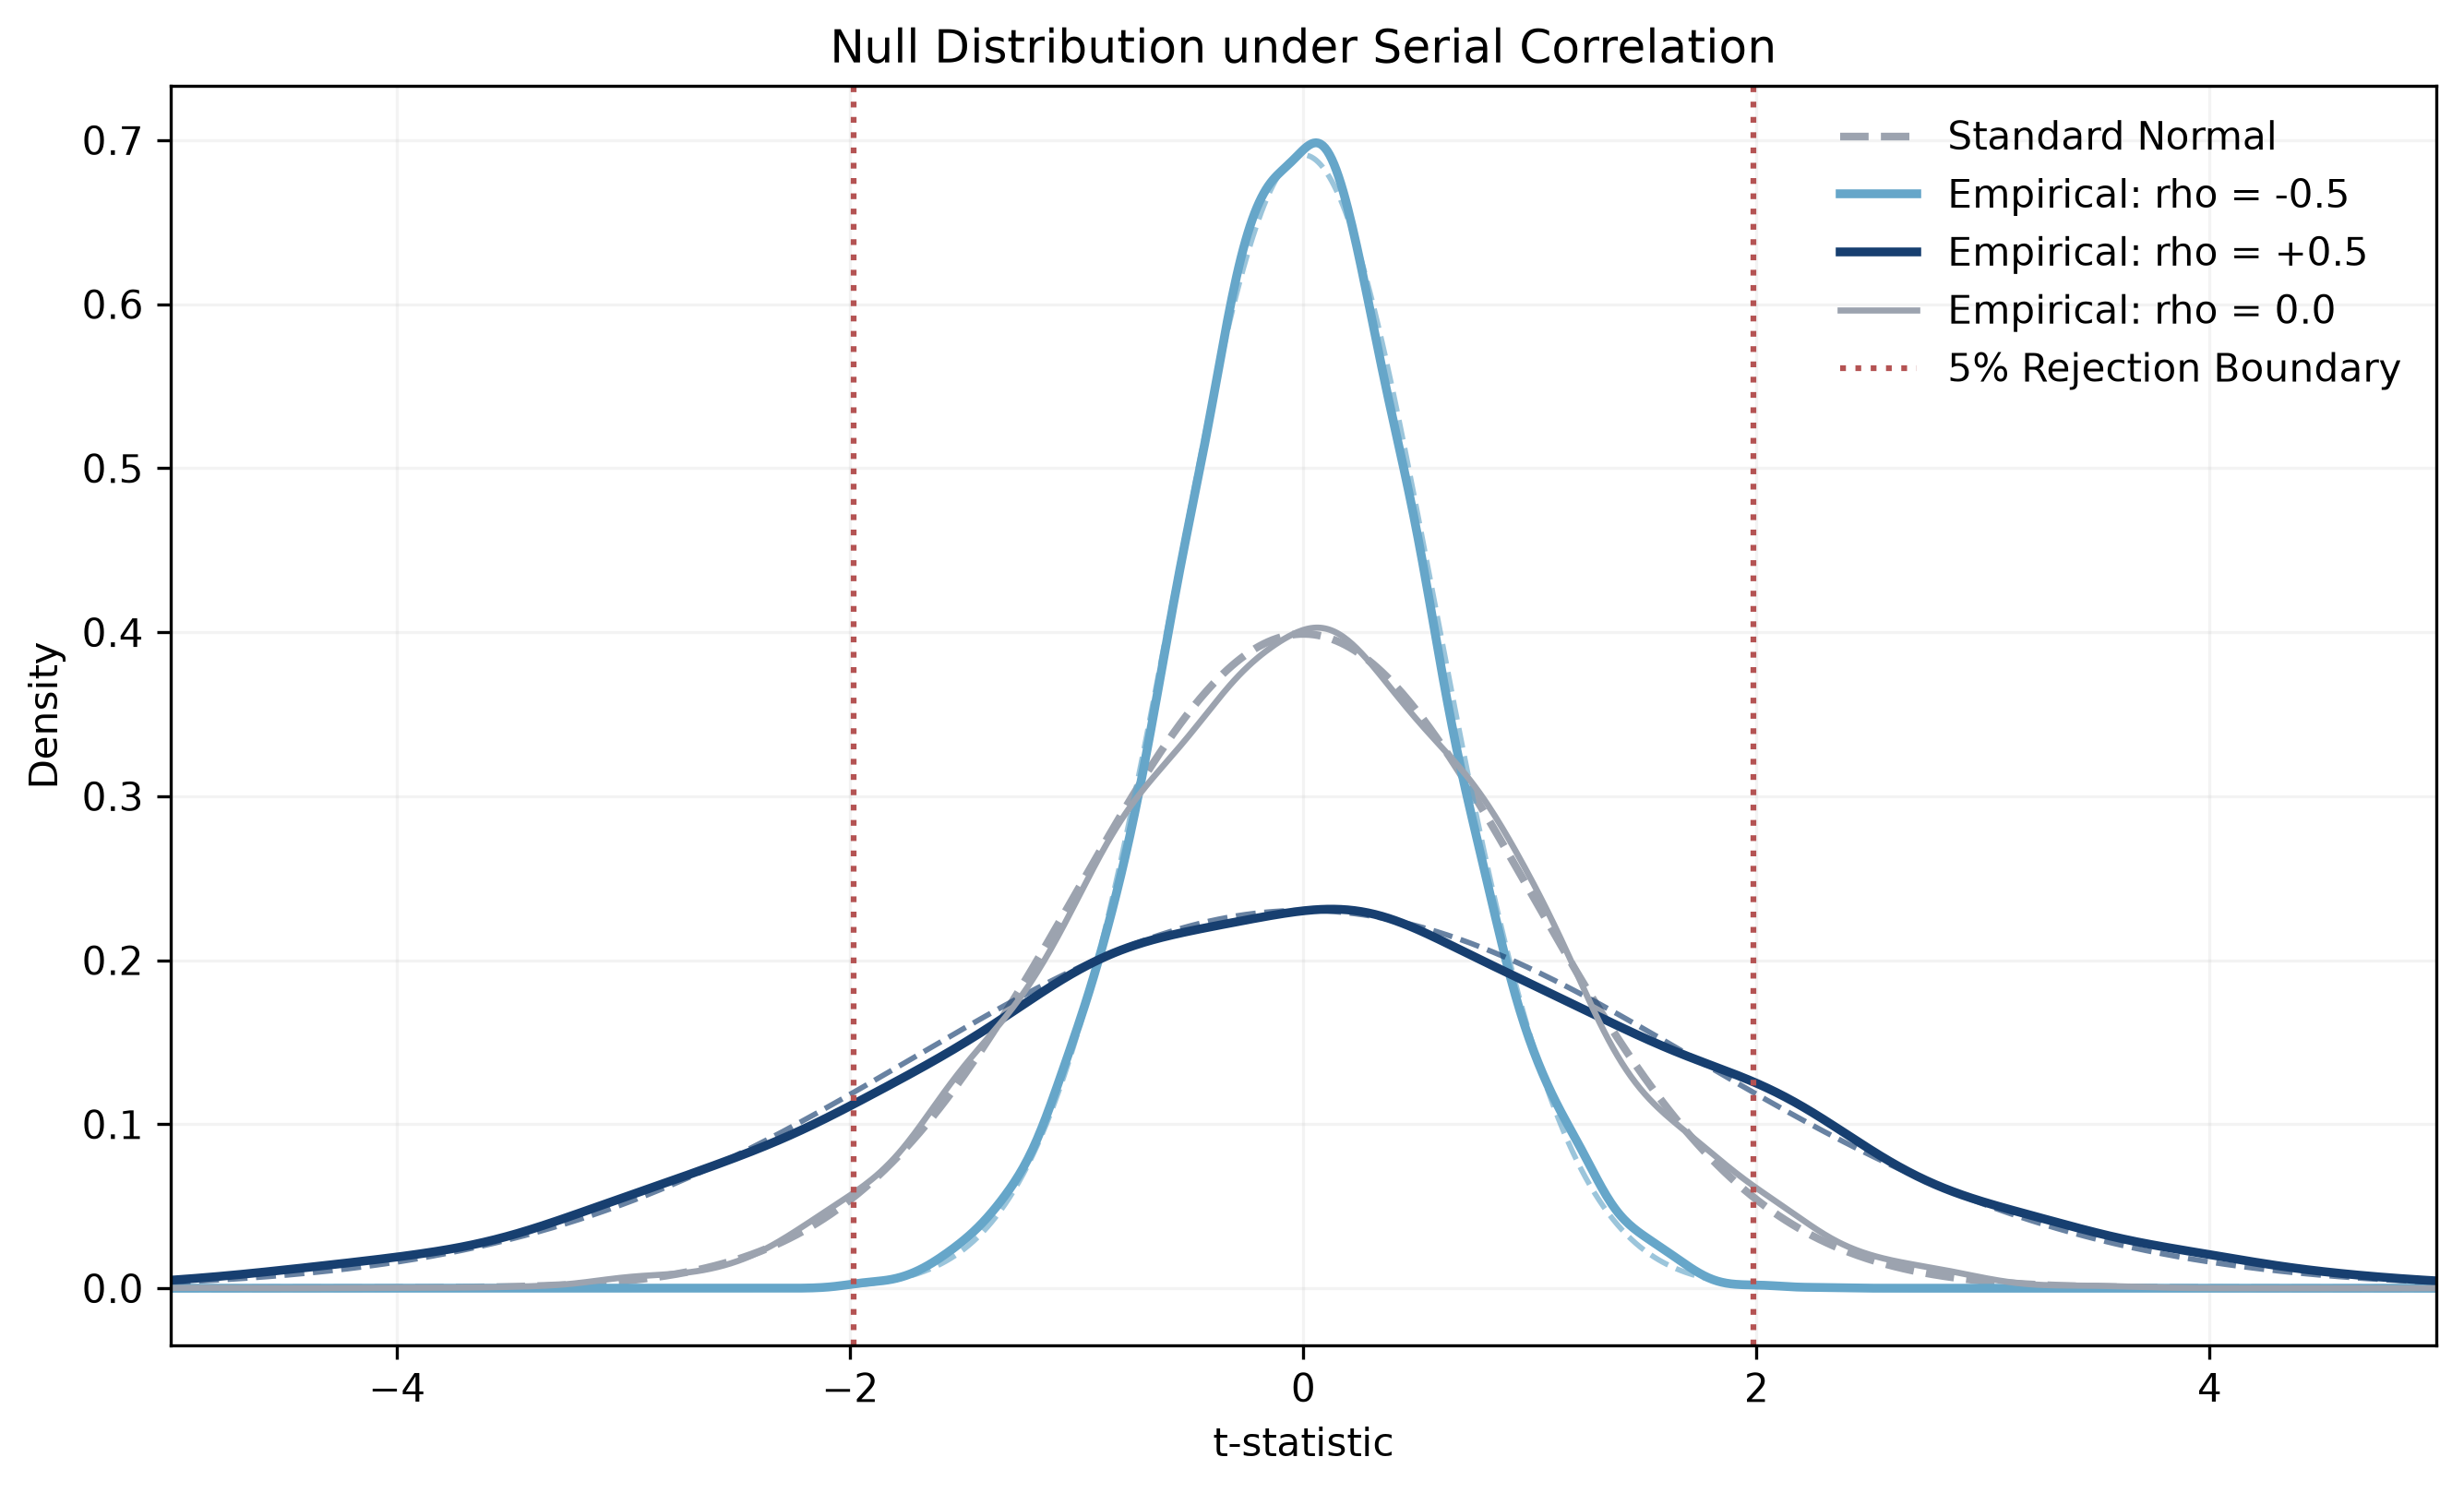 Null Distribution under Serial Correlation
Standard Normal
Empirical: rho = -0.5
Empirical: rho = +0.5
Empirical: rho = 0.0
5% Rejection Boundary
Density
0.7
0.6
0.5
0.4
0.3
0.2
0.1
0.0
−4
−2
0
2
4
t-statistic